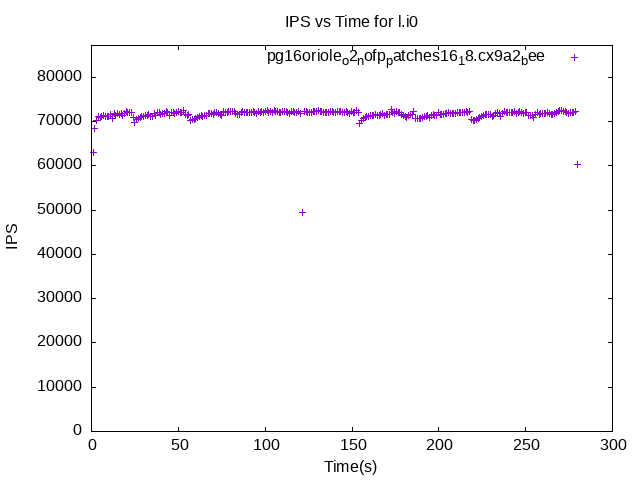 IPS vs Time for l.i0
pg16oriole_o2_nofp_patches16_18.cx9a2_bee
80000
70000
60000
50000
40000
30000
20000
10000
0
IPS
0 50 100 150 200 250 300
Time(s)